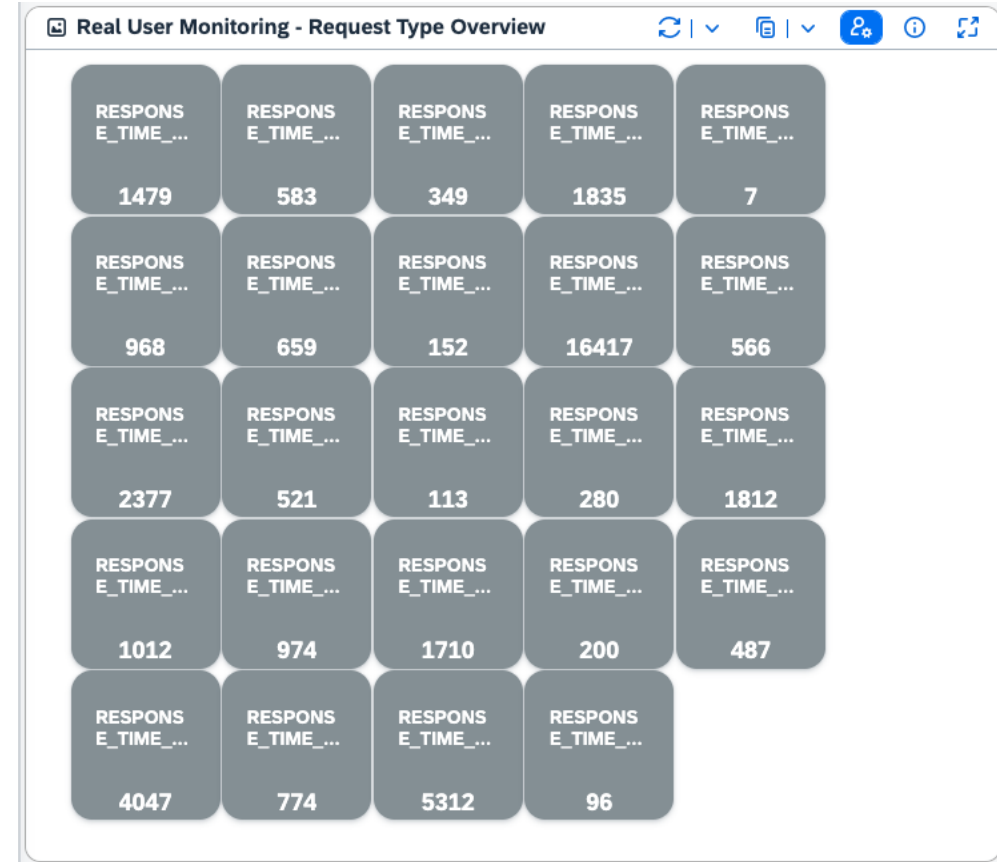 Real User Monitoring - Request Type Overview
RESPONS RESPONS RESPONS RESPONS RESPONS
E_TIME_... E_TIME_... E_TIME_... E_TIME_... E_TIME_...
1479 583 349 1835 7
RESPONS RESPONS RESPONS RESPONS RESPONS
E_TIME_... E_TIME_... E_TIME_... E_TIME_... E_TIME_...
968 659 152 16417 566
RESPONS RESPONS RESPONS RESPONS RESPONS
E_TIME_... E_TIME_... E_TIME_... E_TIME_... E_TIME_...
2377 521 113 280 1812
RESPONS RESPONS RESPONS RESPONS RESPONS
E_TIME_... E_TIME_... E_TIME_... E_TIME_... E_TIME_...
1012 974 1710 200 487
RESPONS RESPONS RESPONS RESPONS
E_TIME_... E_TIME_... E_TIME_... E_TIME_...
4047 774 5312 96